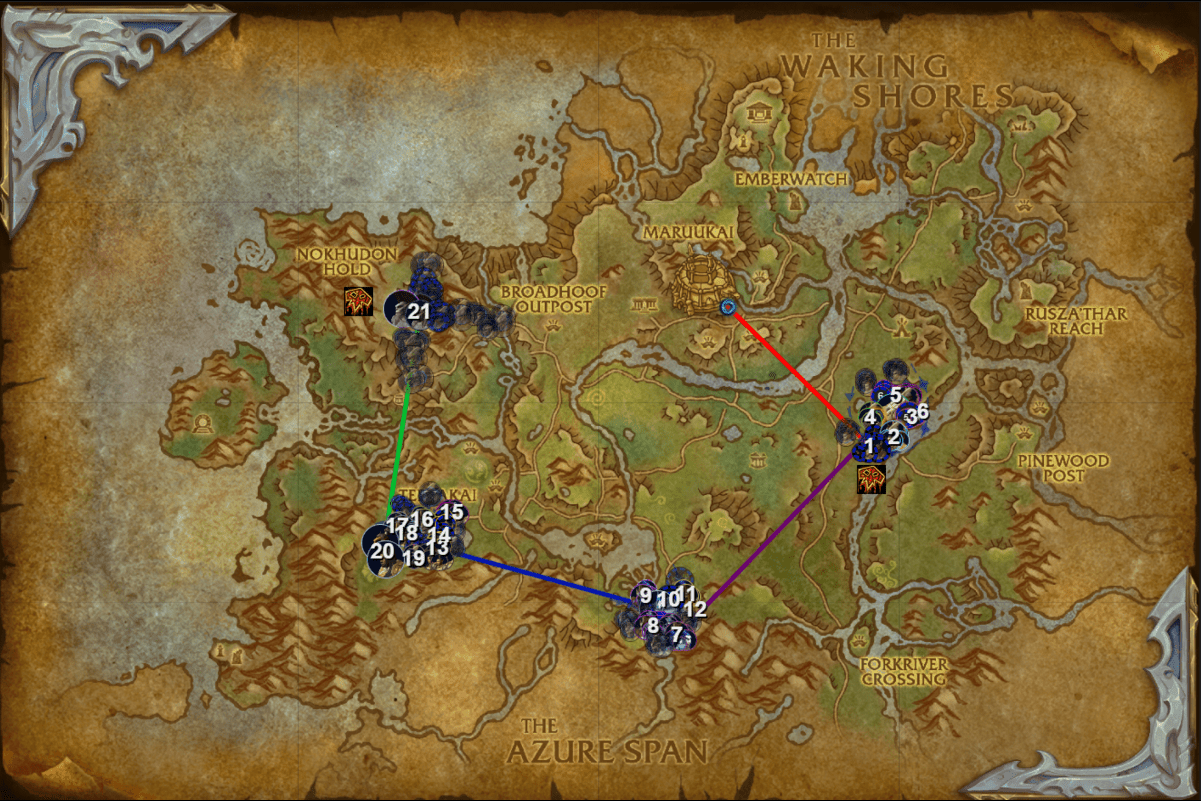 THE
WAKING
SHORES
EMBERWATCH
MARUUKAI
NOKHUDON
HOLD
BROADHOOF
OUTPOST
21
RUSZA'THAR
REACH
5
6
4
3
2
1
PINEWOOD
POST
15
16
17
18
14
13
20
19
9
10
11
12
8
7
FORKRIVER
CROSSING
THE
AZURE SPAN